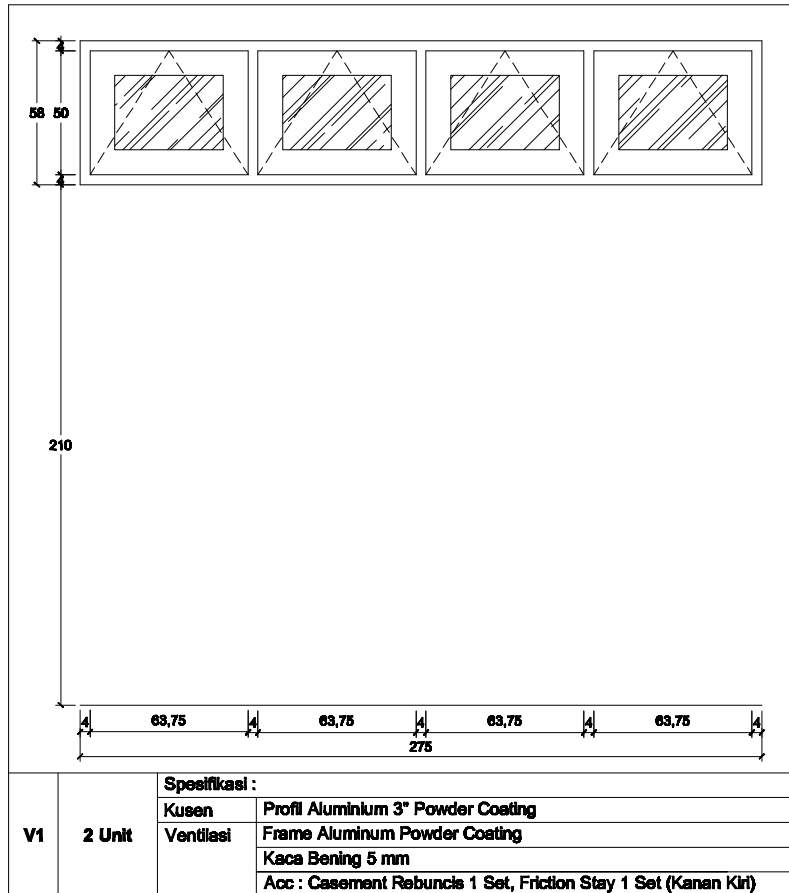 4
58
50
4
210
4
63,75
4
63,75
4
63,75
4
63,75
4
275
V1
2 Unit
Spesifikasi :
Kusen
Profil Aluminium 3" Powder Coating
Ventilasi
Frame Aluminum Powder Coating
Kaca Bening 5 mm
Acc : Casement Rebuncis 1 Set, Friction Stay 1 Set (Kanan Kiri)